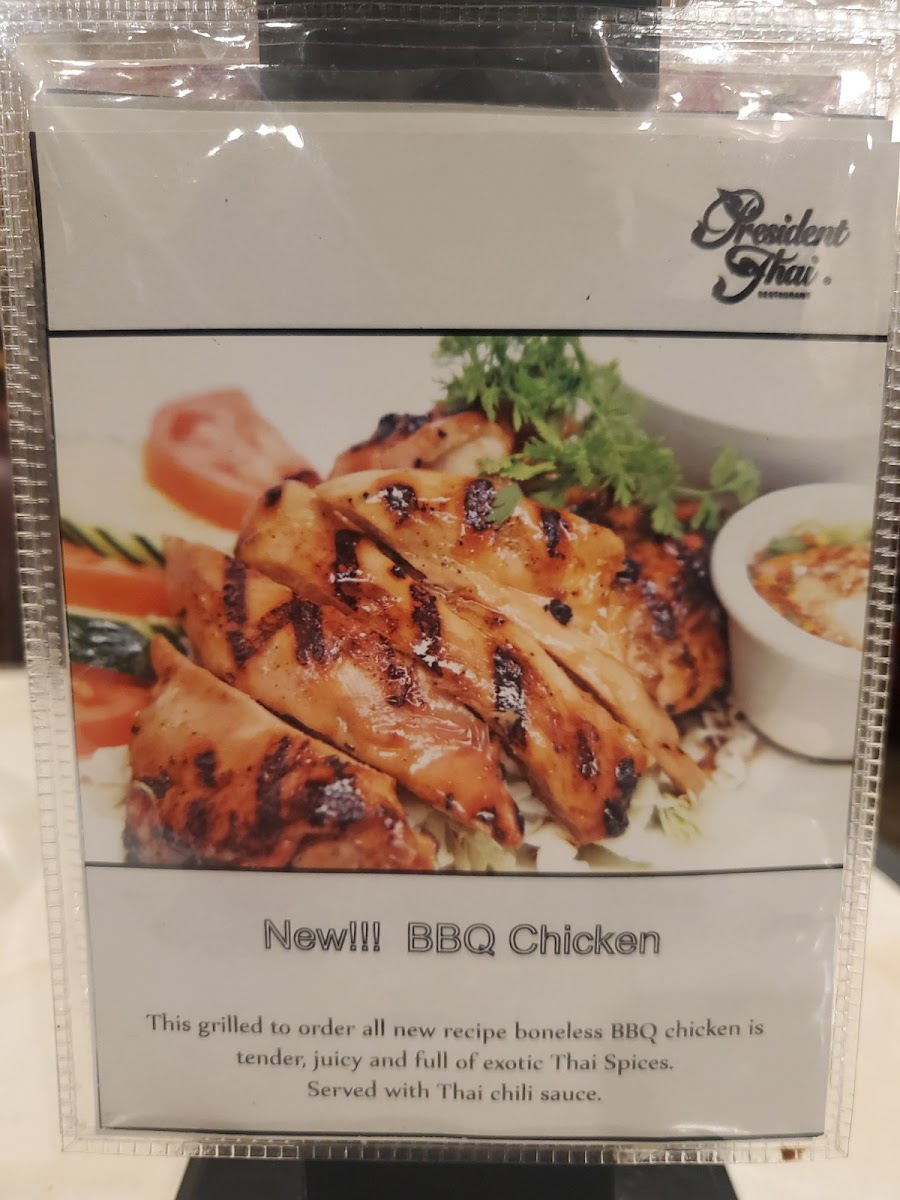 President
Thai
RESTAURANT
New!!! BBQ Chicken
This grilled to order all new recipe boneless BBQ chicken is
tender, juicy and full of exotic Thai Spices.
Served with Thai chili sauce.